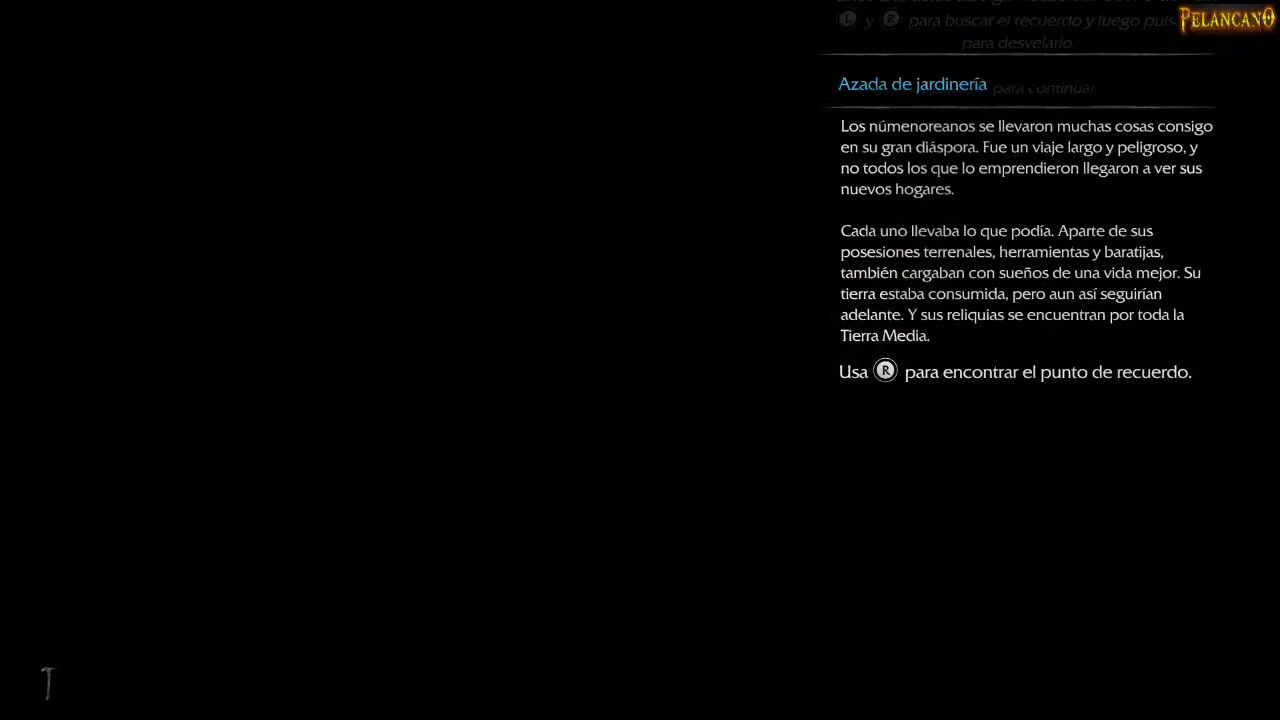 PELANCANO
L y R para buscar el recuerdo y luego
para desvelarlo.
Azada de jardinería
para continuar.
Los númenoreanos se llevaron muchas cosas consigo
en su gran diáspora. Fue un viaje largo y peligroso, y
no todos los que lo emprendieron llegaron a ver sus
nuevos hogares.
Cada uno llevaba lo que podía. Aparte de sus
posesiones terrenales, herramientas y baratijas,
también cargaban con sueños de una vida mejor. Su
tierra estaba consumida, pero aun así seguirían
adelante. Y sus reliquias se encuentran por toda la
Tierra Media.
Usa R para encontrar el punto de recuerdo.